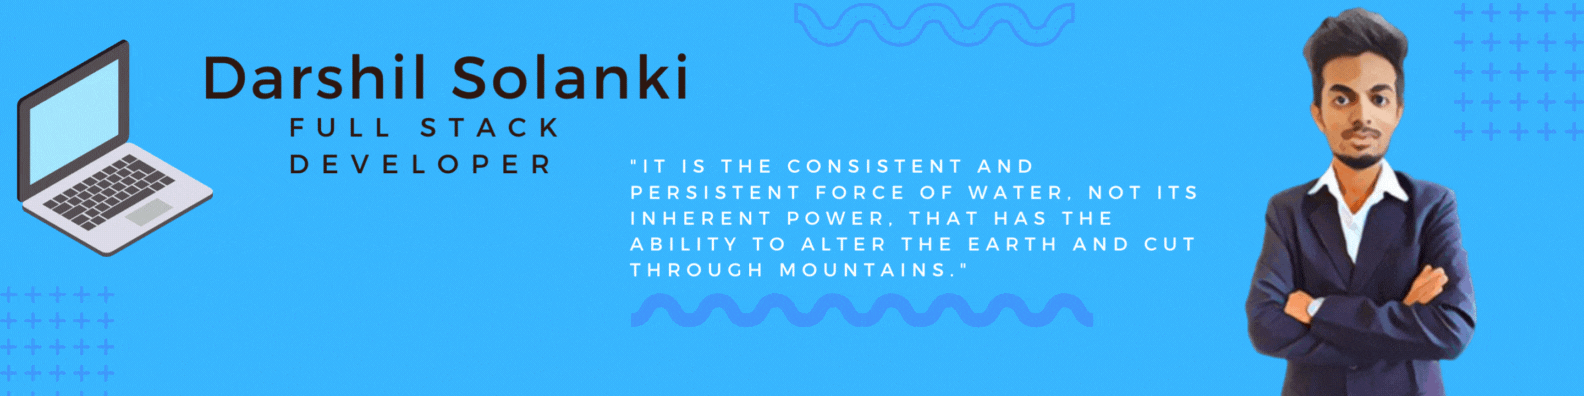 Darshil Solanki
FULL STACK
DEVELOPER
"IT IS THE CONSISTENT AND
PERSISTENT FORCE OF WATER, NOT ITS
INHERENT POWER, THAT HAS THE
ABILITY TO ALTER THE EARTH AND CUT
THROUGH MOUNTAINS."